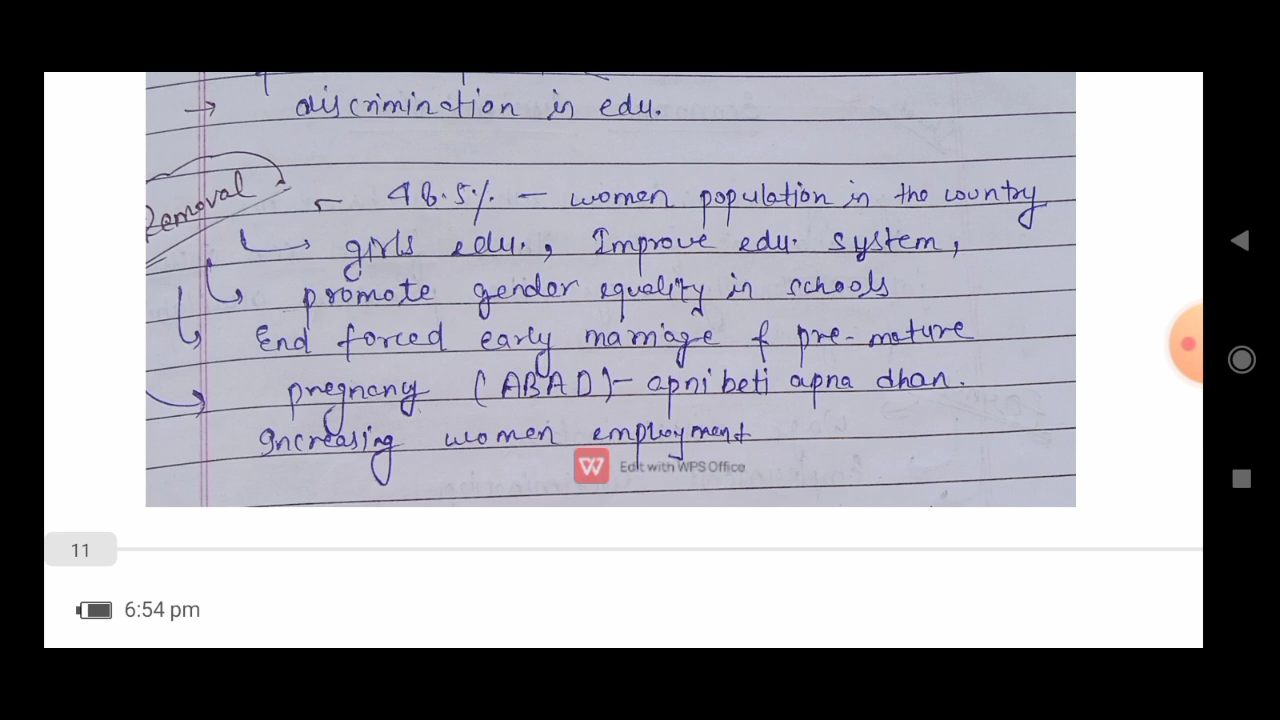 → discrimination in edu.
Removal
48.5% - women population in the country
girls edu., Improve edu. system,
promote gender equality in schools
End forced early marriage & pre-mature
pregnancy (ABAD)- apni beti apna dhan.
Increasing women employment
W Edit with WPS Office
11
6:54 pm